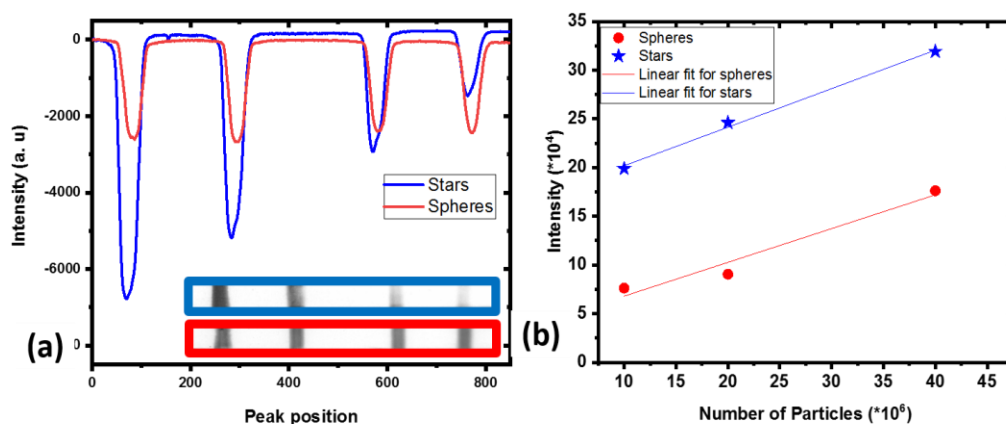 0
-2000
-4000
-6000
0
Intensity (a. u)
Stars
Spheres
(a)
0 200 400 600 800
Peak position
35
30
25
20
15
10
5
0
Intensity (*10⁴)
Spheres
Stars
Linear fit for spheres
Linear fit for stars
(b)
10 15 20 25 30 35 40 45
Number of Particles (*10⁶)